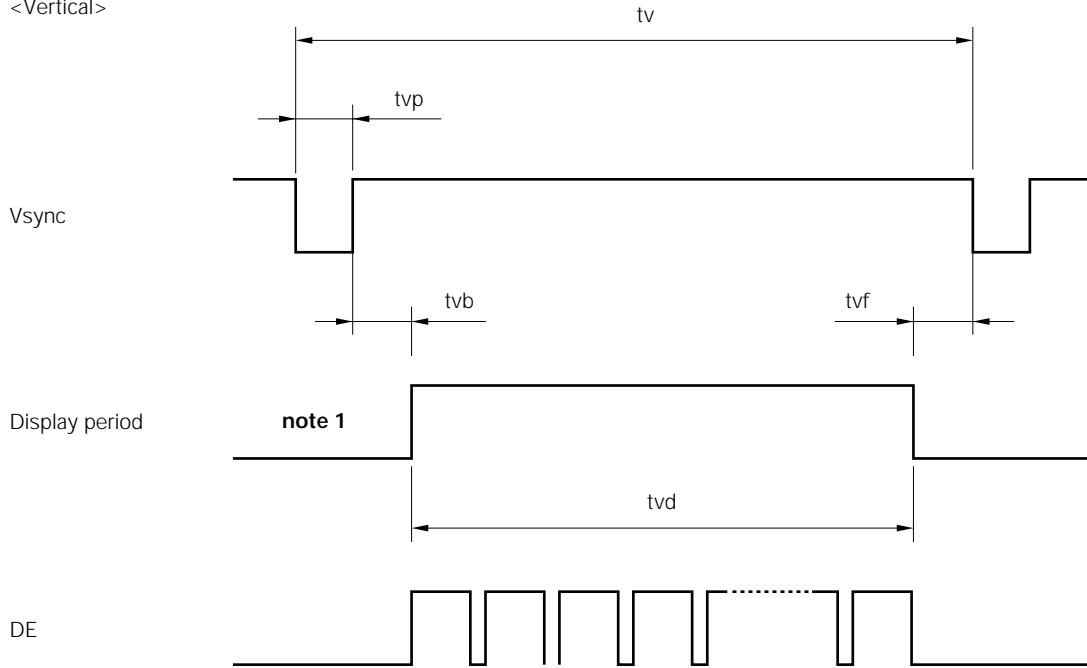 <Vertical>
tv
tvp
Vsync
tvb
tvf
Display period
note 1
tvd
DE